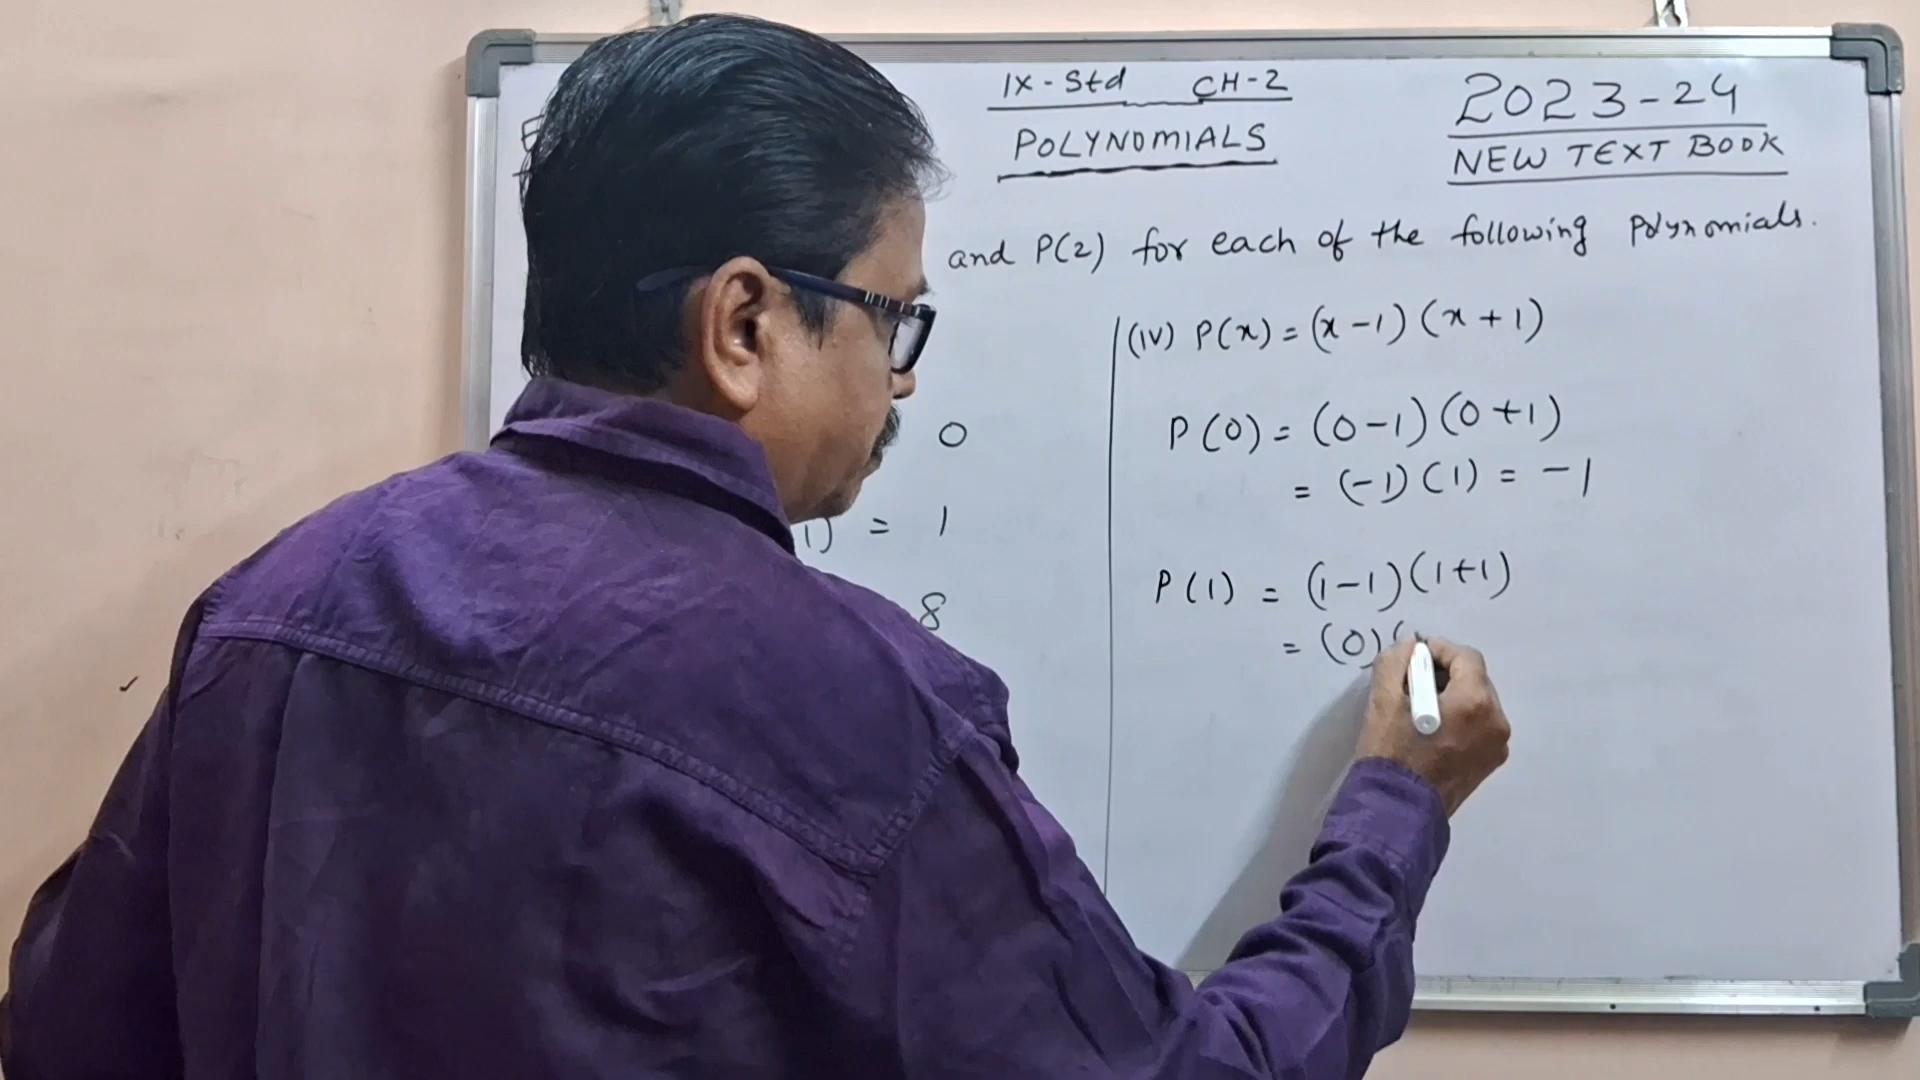 IX-Std CH-2
POLYNOMIALS
2023-24
NEW TEXT BOOK
and P(2) for each of the following Polynomials.
0
1) = 1
8
(iv) P(x) = (x-1) (x+1)
P(0) = (0-1)(0+1)
= (-1)(1) = -1
P(1) = (1-1)(1+1)
= (0)(